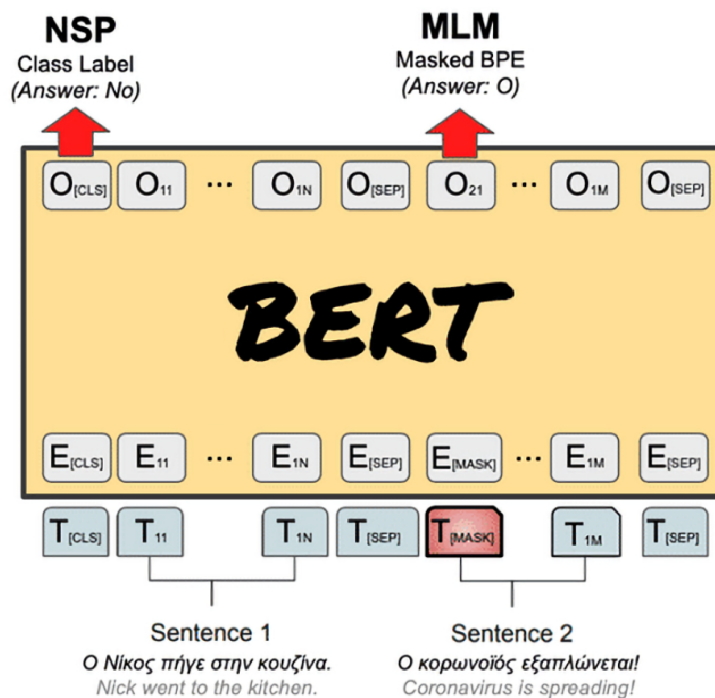 NSP MLM
Class Label Masked BPE
(Answer: No) (Answer: O)
O[CLS] O11 ... O1N O[SEP] O21 ... O1M O[SEP]
BERT
E[CLS] E11 ... E1N E[SEP] E[MASK] ... E1M E[SEP]
T[CLS] T11 T1N T[SEP] T[MASK] T1M T[SEP]
Sentence 1 Sentence 2
Ο Νίκος πήγε στην κουζίνα. Ο κορωνοϊός εξαπλώνεται!
Nick went to the kitchen. Coronavirus is spreading!